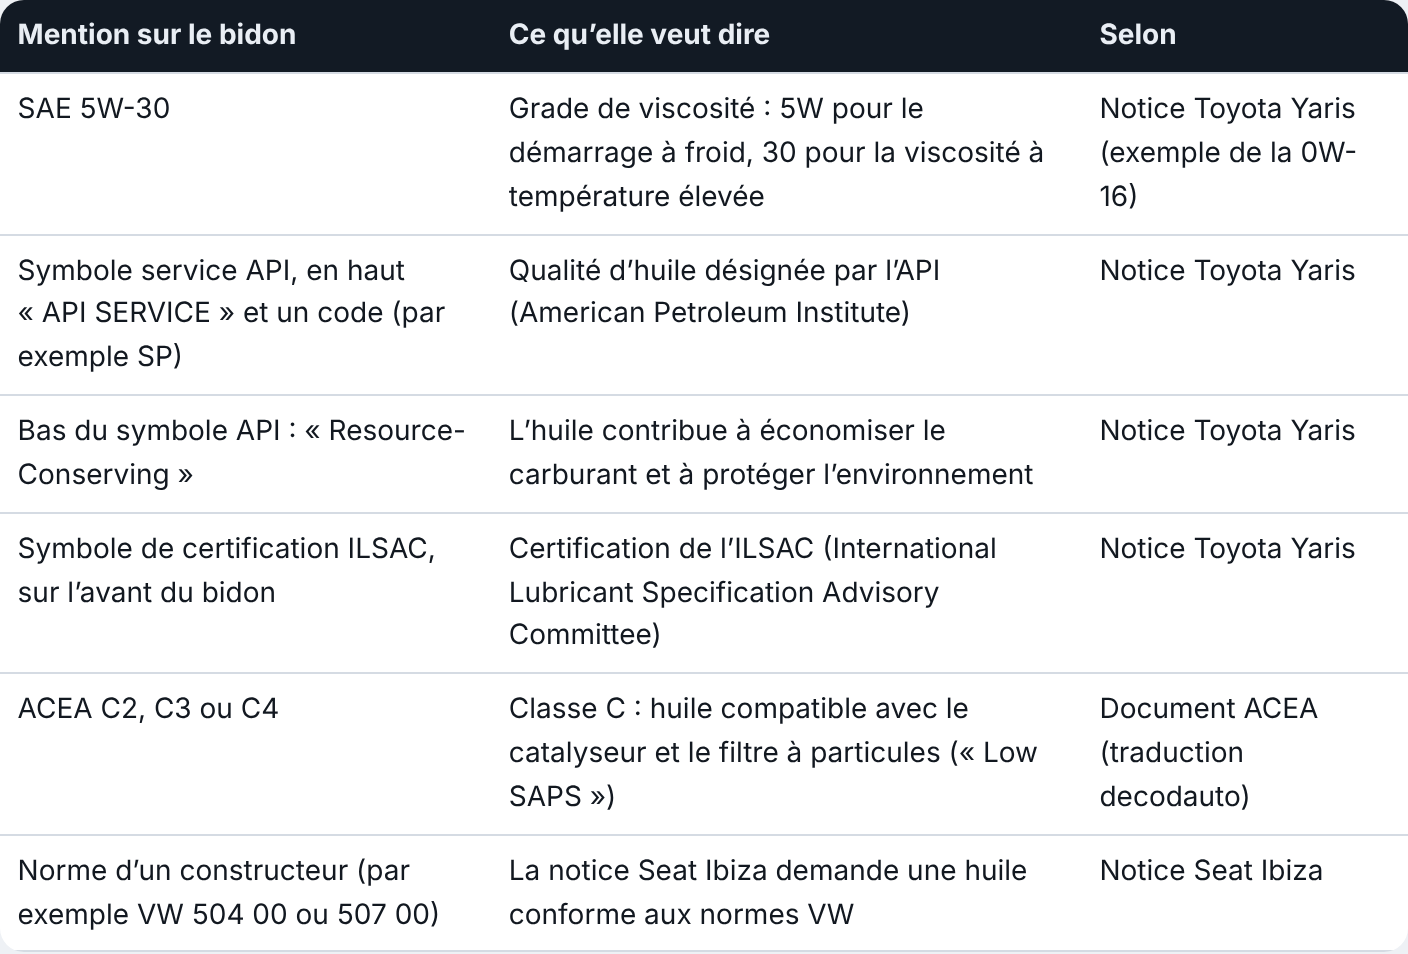 Mention sur le bidon
Ce qu’elle veut dire
Selon
SAE 5W-30
Grade de viscosité : 5W pour le
démarrage à froid, 30 pour la viscosité à
température élevée
Notice Toyota Yaris
(exemple de la 0W-
16)
Symbole service API, en haut
« API SERVICE » et un code (par
exemple SP)
Qualité d’huile désignée par l’API
(American Petroleum Institute)
Notice Toyota Yaris
Bas du symbole API : « Resource-
Conserving »
L’huile contribue à économiser le
carburant et à protéger l’environnement
Notice Toyota Yaris
Symbole de certification ILSAC,
sur l’avant du bidon
Certification de l’ILSAC (International
Lubricant Specification Advisory
Committee)
Notice Toyota Yaris
ACEA C2, C3 ou C4
Classe C : huile compatible avec le
catalyseur et le filtre à particules (« Low
SAPS »)
Document ACEA
(traduction
decodauto)
Norme d’un constructeur (par
exemple VW 504 00 ou 507 00)
La notice Seat Ibiza demande une huile
conforme aux normes VW
Notice Seat Ibiza